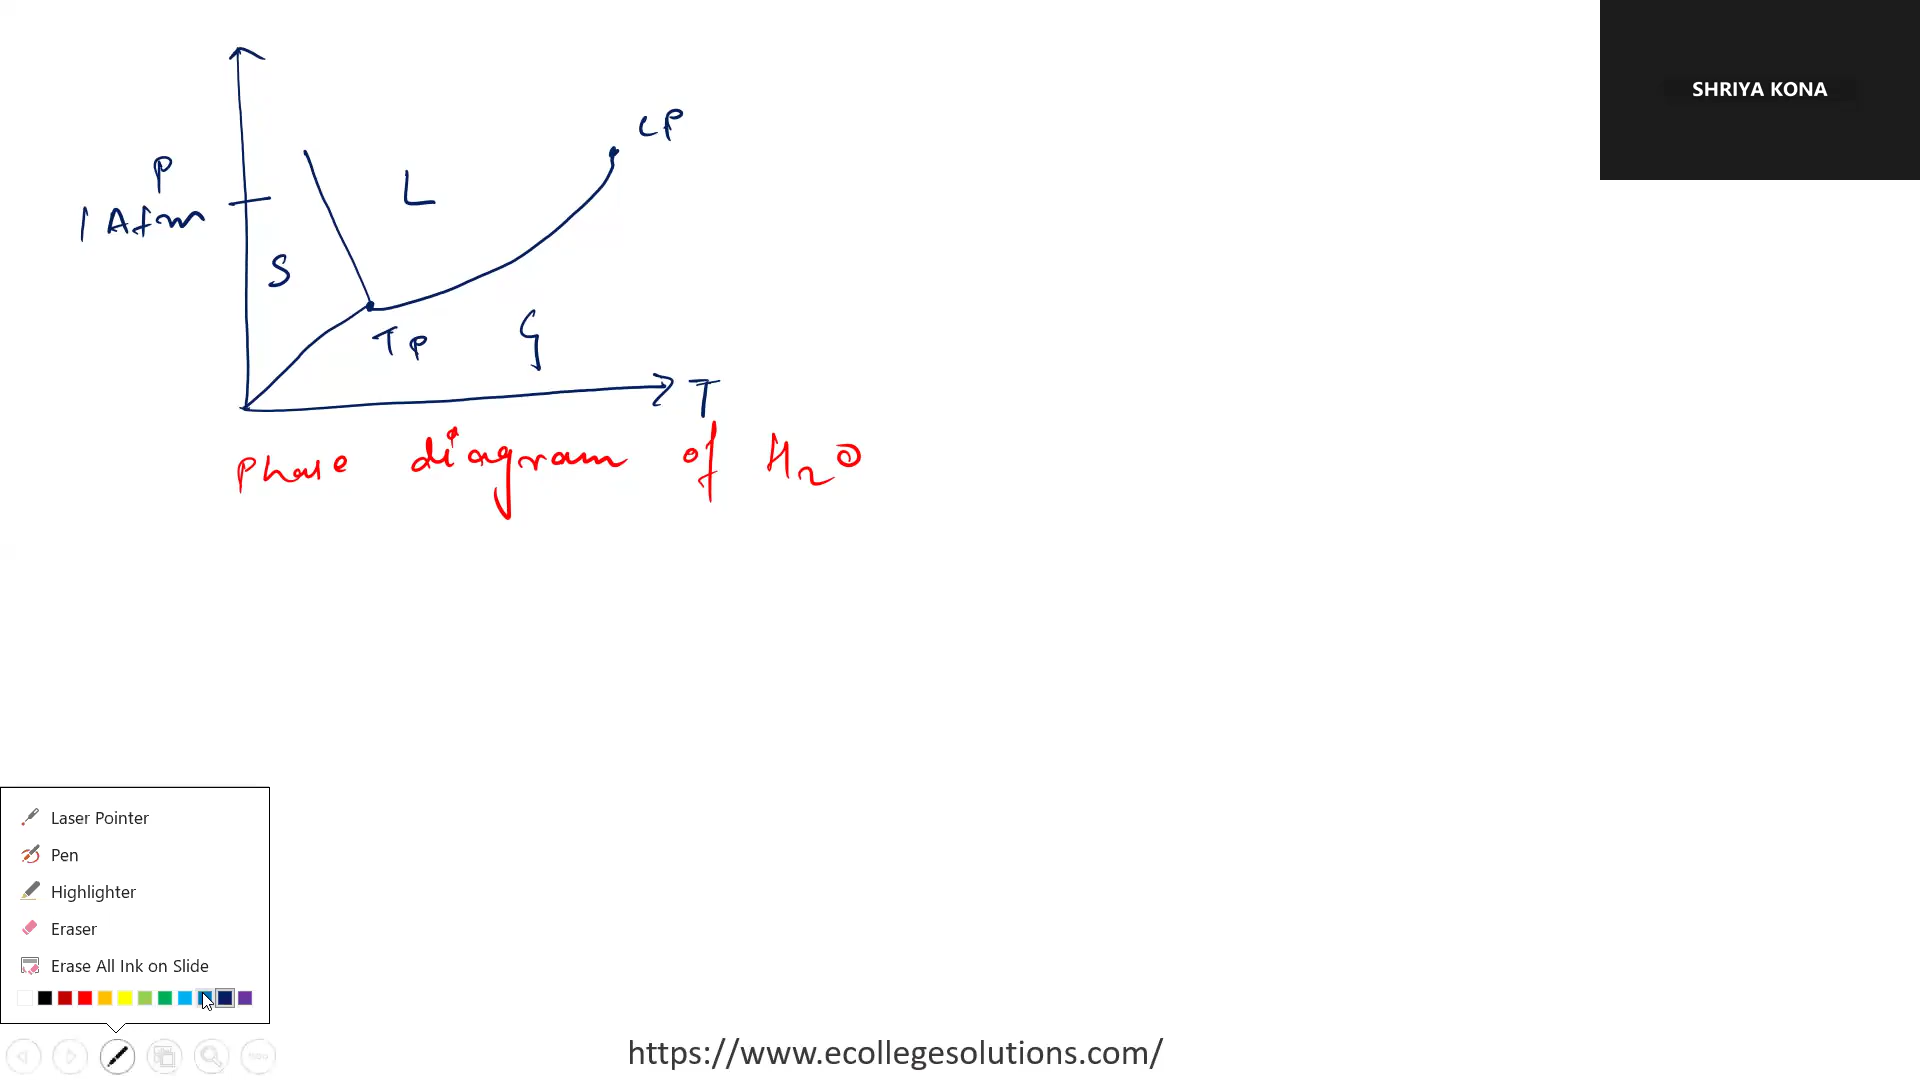 SHRIYA KONA
CP
P
L
1 Atm
S
TP
G
T
Phase diagram of H2O
Laser Pointer
Pen
Highlighter
Eraser
Erase All Ink on Slide
https://www.ecollegesolutions.com/